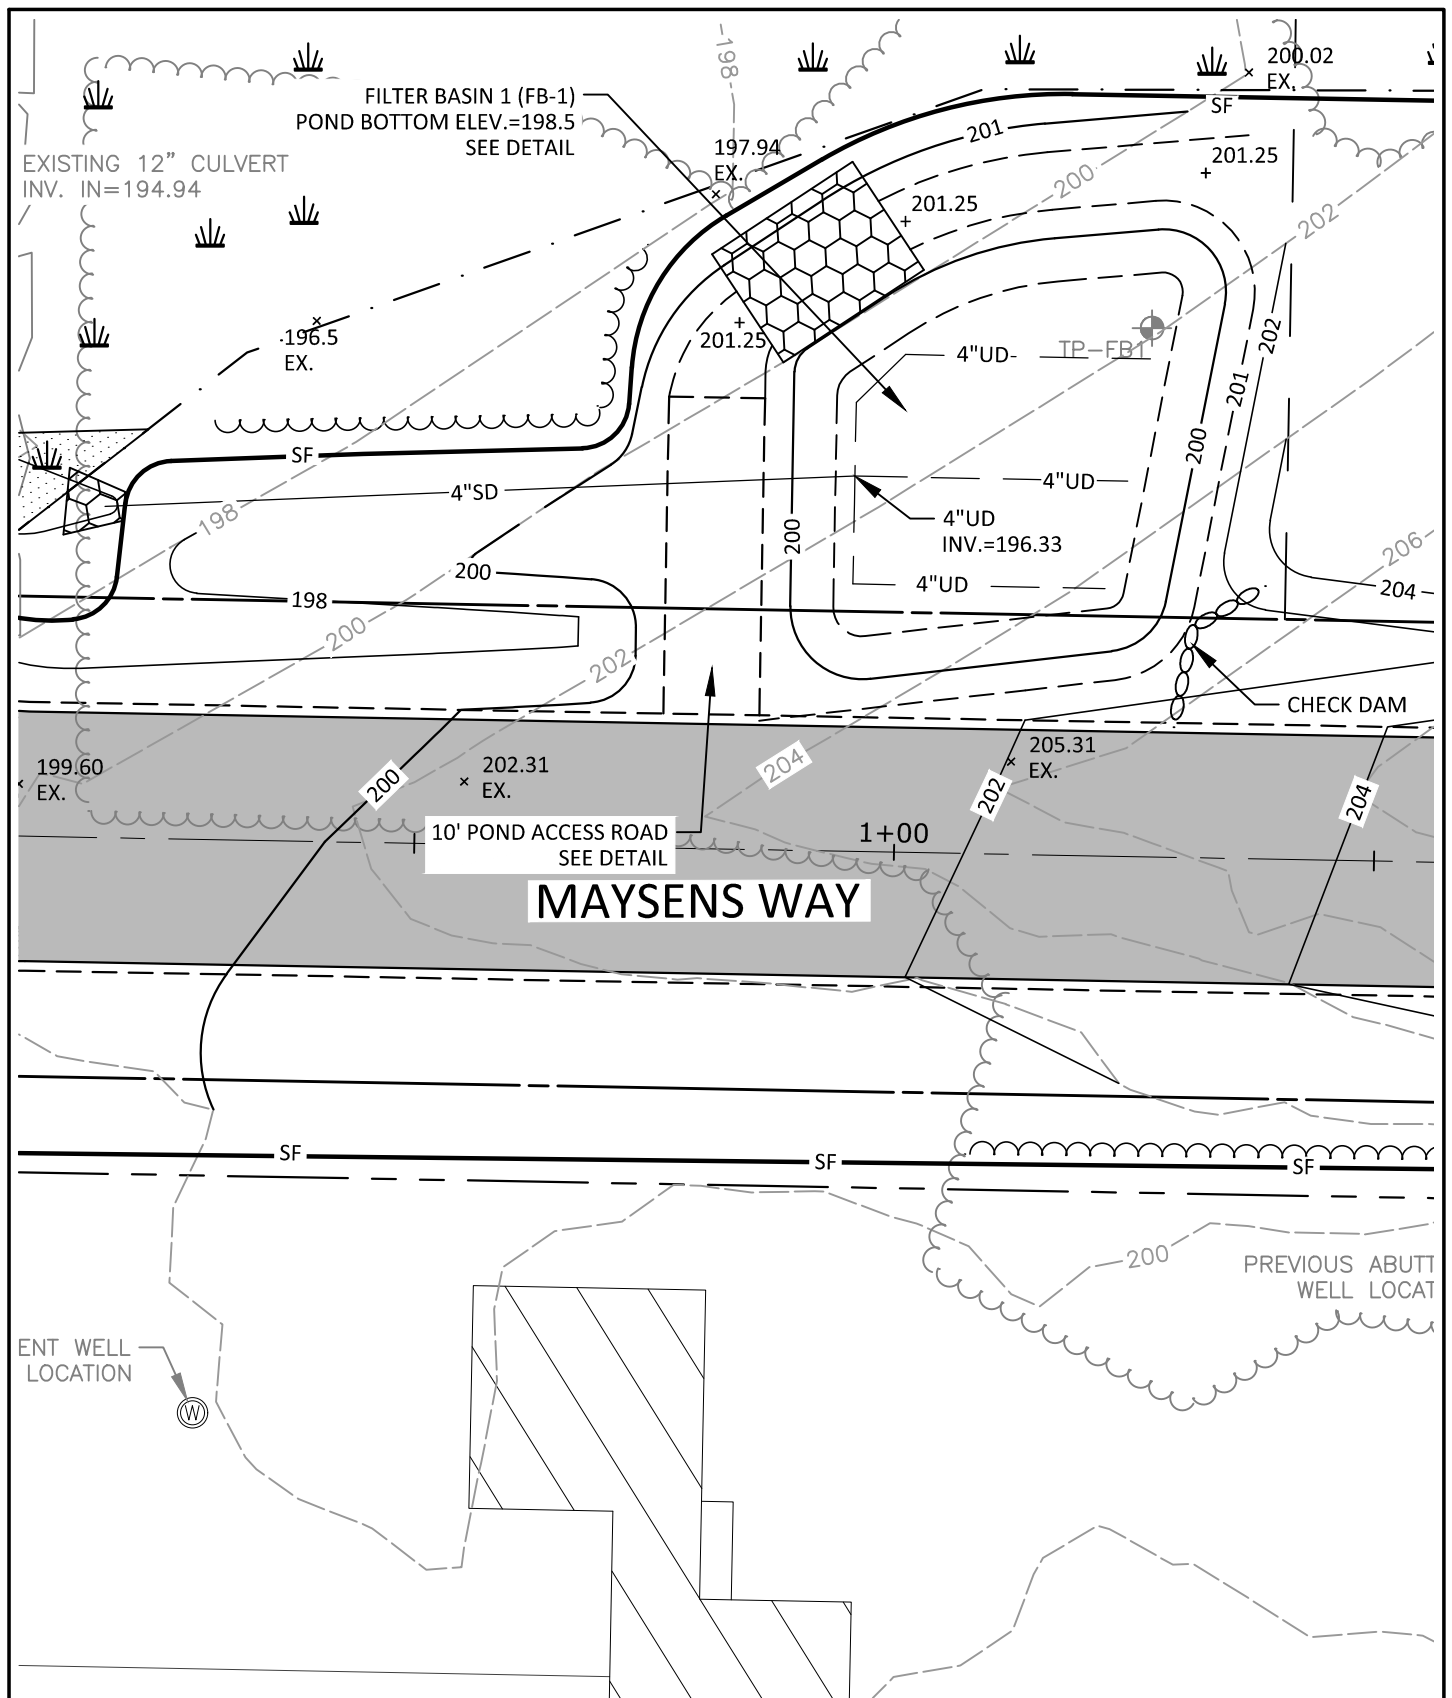 -198-
200.02
EX.
SF
FILTER BASIN 1 (FB-1)
POND BOTTOM ELEV.=198.5
SEE DETAIL
201
197.94
EX.
201.25
EXISTING 12” CULVERT
INV. IN=194.94
200
201.25
202
196.5
EX.
201.25
4"UD
TP-FB1
202
201
SF
200
4"SD
4"UD
198
4"UD
INV.=196.33
200
206
200
4"UD
204
198
200
202
CHECK DAM
199.60
EX.
202.31
EX.
204
205.31
EX.
200
202
204
10' POND ACCESS ROAD
SEE DETAIL
1+00
MAYSENS WAY
SF
SF
SF
200
PREVIOUS ABUTT
WELL LOCAT
ENT WELL
LOCATION
W